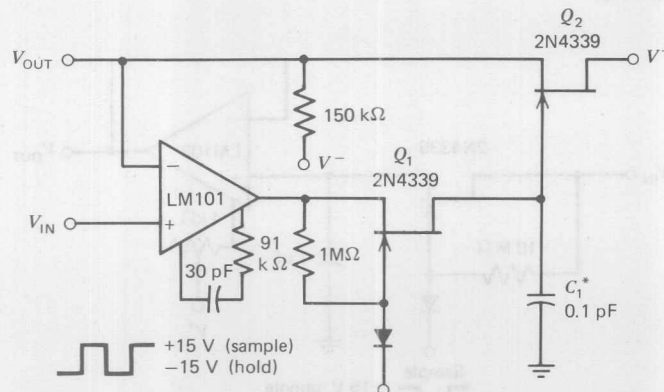 Q2
2N4339
VOUT
V
150 kΩ
V−
Q1
2N4339
LM101
−
+
VIN
91
kΩ
1MΩ
30 pF
C1*
0.1 pF
+15 V (sample)
−15 V (hold)